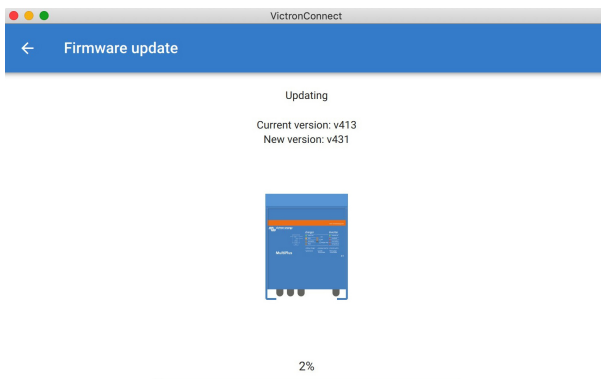 VictronConnect
Firmware update
Updating
Current version: v413
New version: v431
MultiPlus
2%